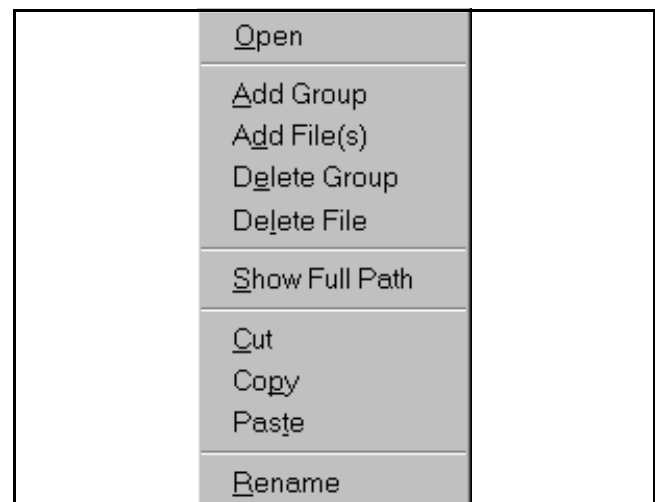 Open
Add Group
Add File(s)
Delete Group
Delete File
Show Full Path
Cut
Copy
Paste
Rename